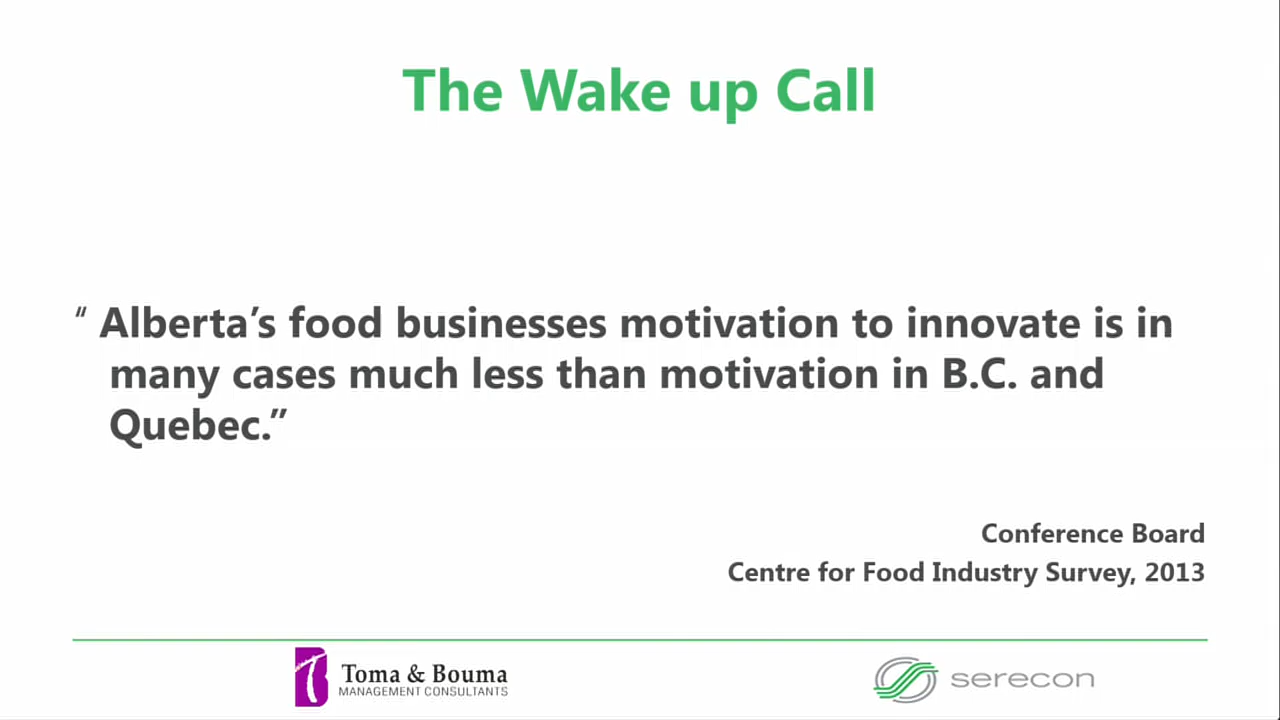 The Wake up Call
“ Alberta’s food businesses motivation to innovate is in
many cases much less than motivation in B.C. and
Quebec.”
Conference Board
Centre for Food Industry Survey, 2013
Toma & Bouma
MANAGEMENT CONSULTANTS
serecon